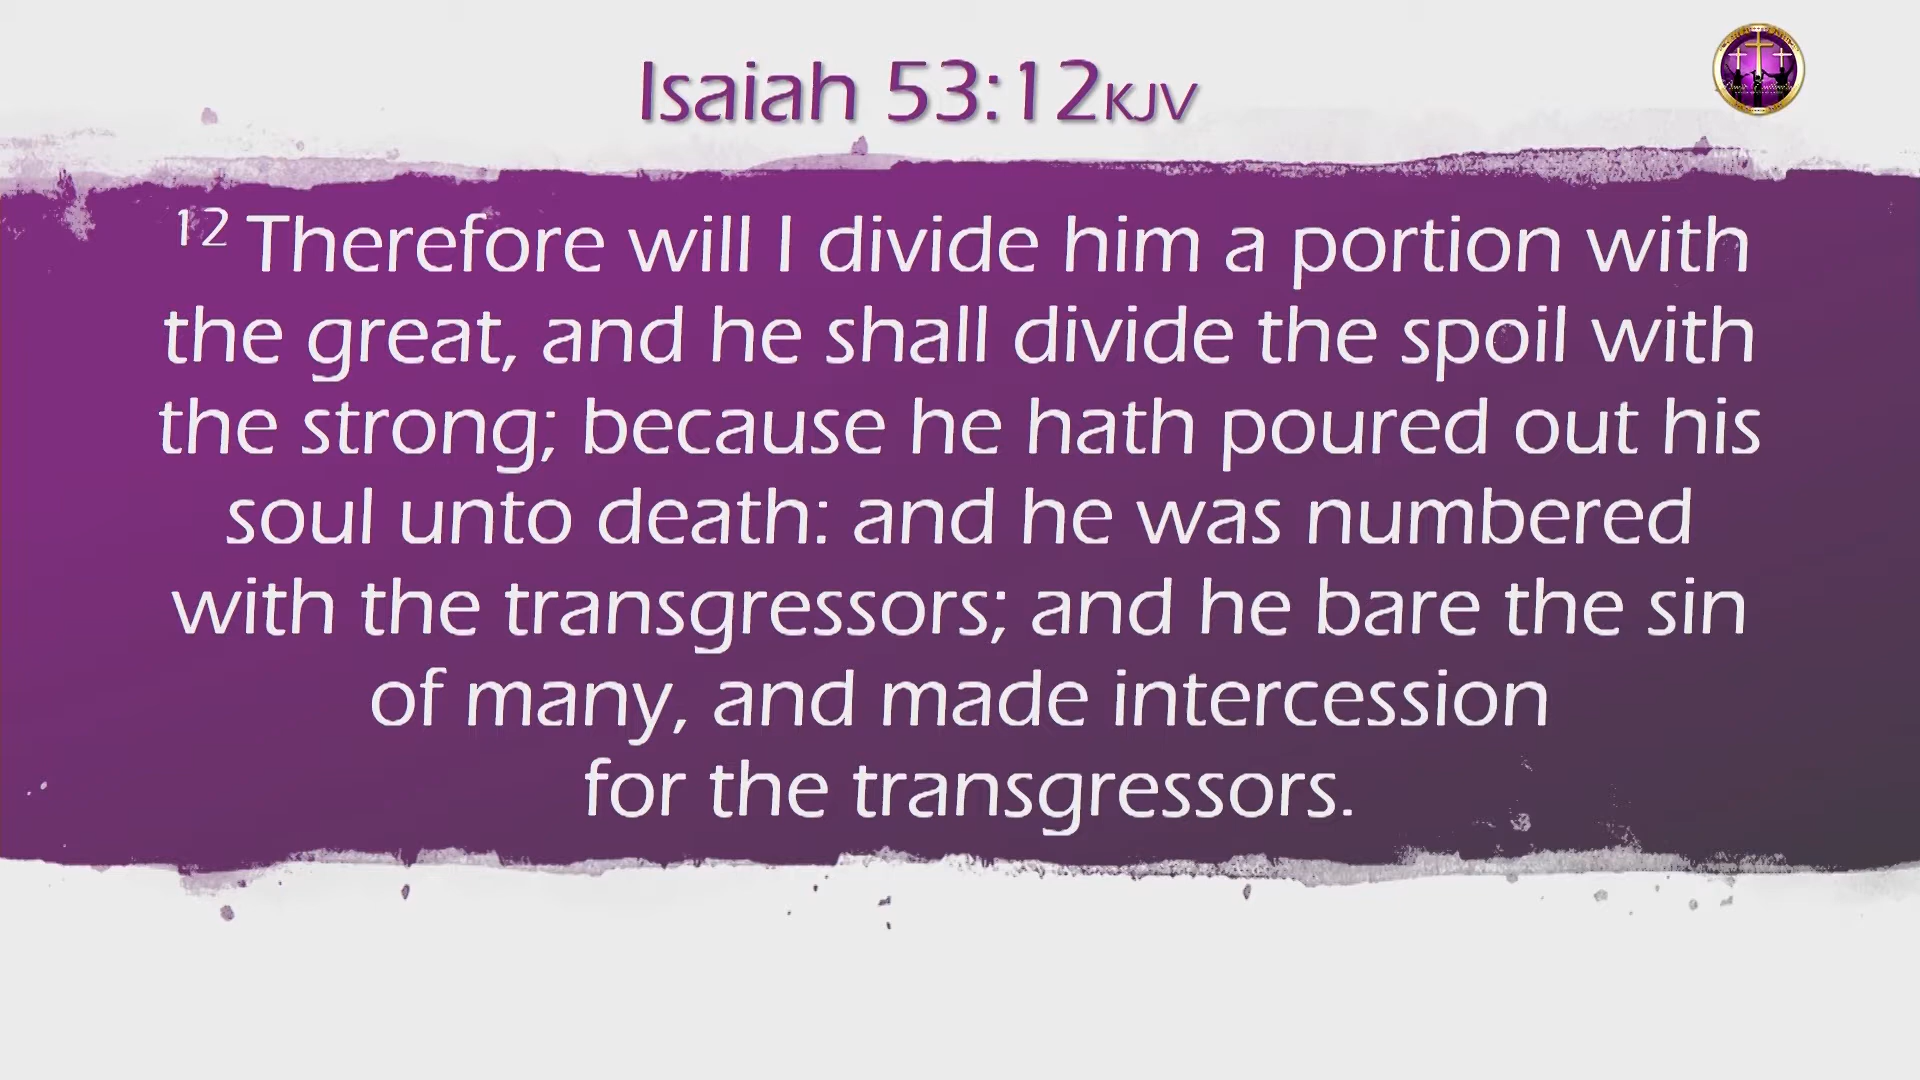 Isaiah 53:12KJV
12 Therefore will I divide him a portion with
the great, and he shall divide the spoil with
the strong; because he hath poured out his
soul unto death: and he was numbered
with the transgressors; and he bare the sin
of many, and made intercession
for the transgressors.